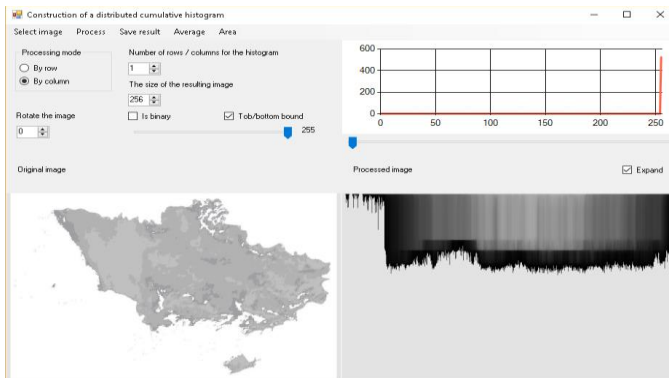 Construction of a distributed cumulative histogram
Select image Process Save result Average Area
Processing mode
By row
By column
Number of rows / columns for the histogram
1
The size of the resulting image
256
Rotate the image
0
Is binary
Tob/bottom bound
255
600
400
200
0
0 50 100 150 200 250
Original image
Processed image
Expand